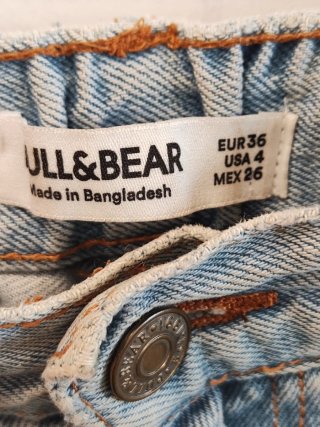 ULL&BEAR
Made in Bangladesh
EUR 36
USA 4
MEX 26